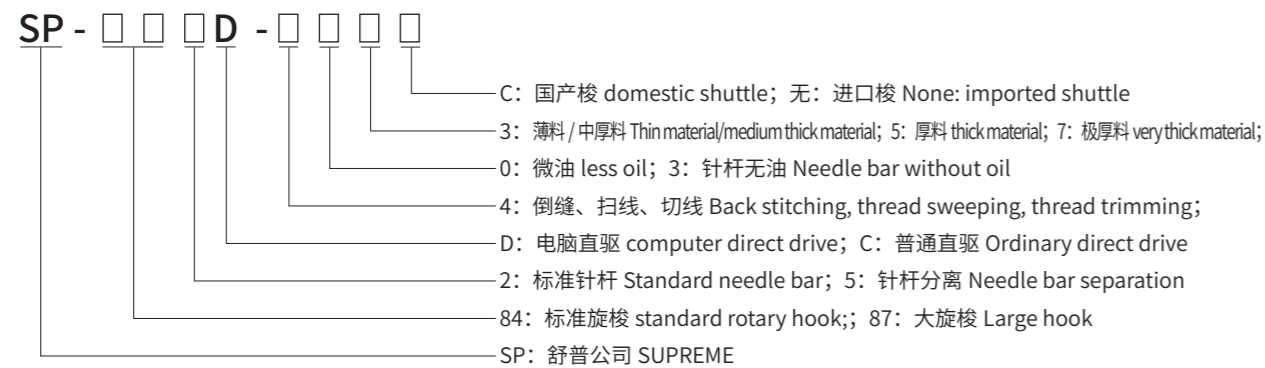 SP - □ □ □ D - □ □ □ □
C：国产梭 domestic shuttle；无：进口梭 None: imported shuttle
3：薄料 / 中厚料 Thin material/medium thick material；5：厚料 thick material；7：极厚料 very thick material；
0：微油 less oil；3：针杆无油 Needle bar without oil
4：倒缝、扫线、切线 Back stitching, thread sweeping, thread trimming；
D：电脑直驱 computer direct drive；C：普通直驱 Ordinary direct drive
2：标准针杆 Standard needle bar；5：针杆分离 Needle bar separation
84：标准旋梭 standard rotary hook;；87：大旋梭 Large hook
SP：舒普公司 SUPREME